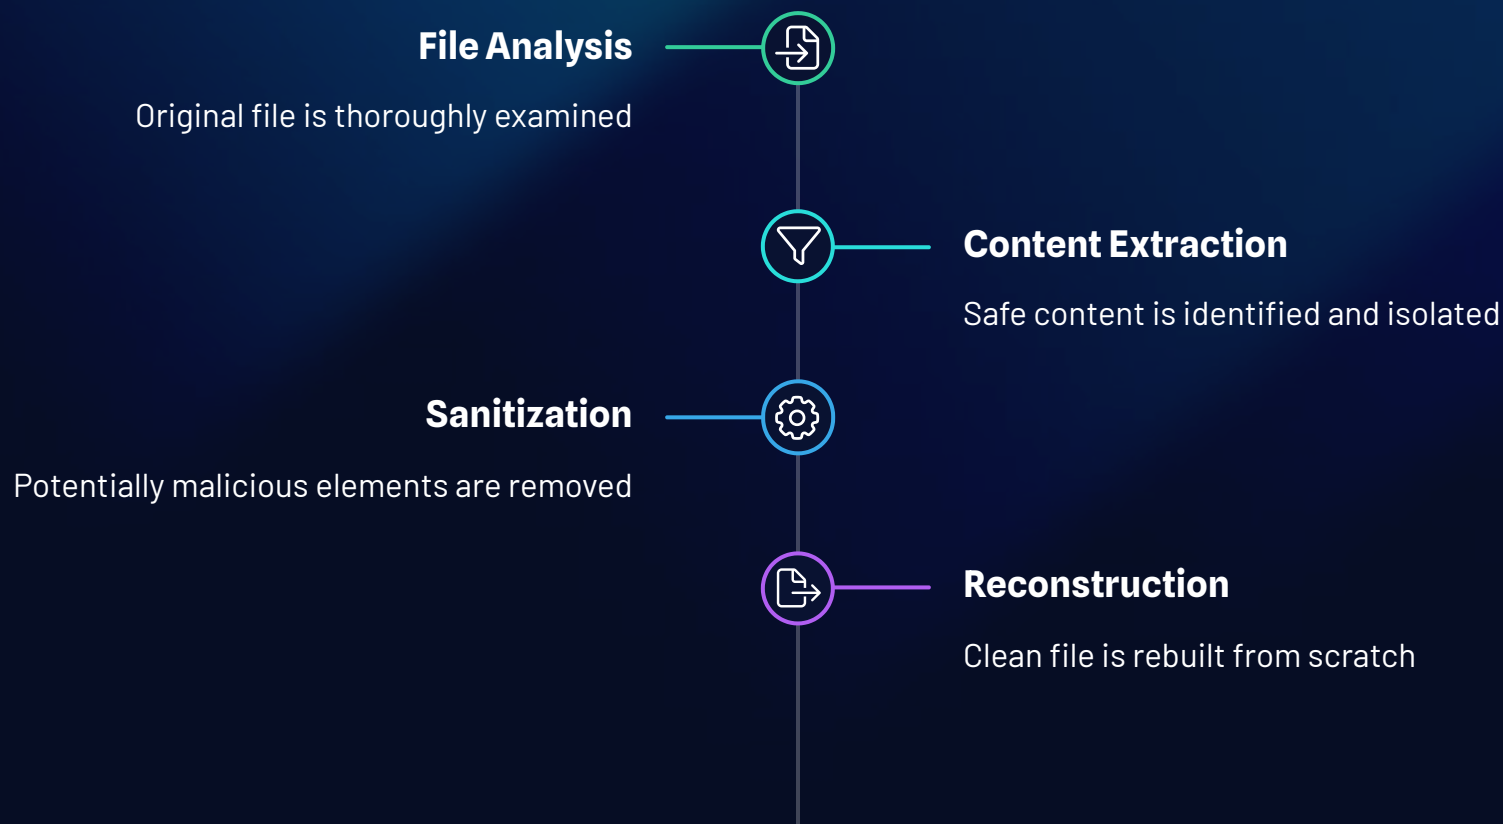 File Analysis
Original file is thoroughly examined
Content Extraction
Safe content is identified and isolated
Sanitization
Potentially malicious elements are removed
Reconstruction
Clean file is rebuilt from scratch